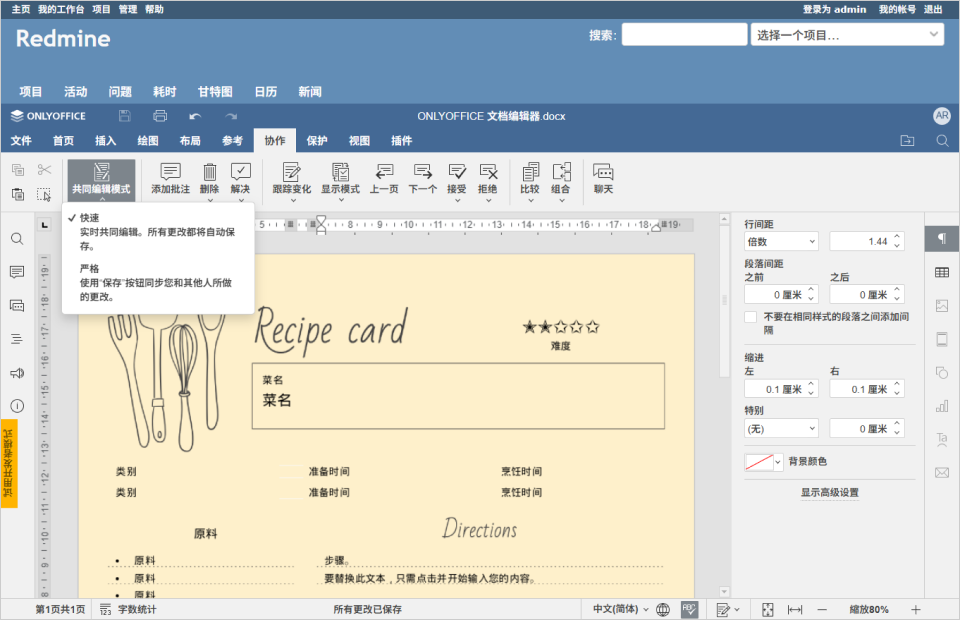 主页 我的工作台 项目 管理 帮助 登录为 admin 我的帐号 退出
Redmine 搜索: 选择一个项目...
项目 活动 问题 耗时 甘特图 日历 新闻
ONLYOFFICE ONLYOFFICE 文档编辑器.docx AR
文件 首页 插入 绘图 布局 参考 协作 保护 视图 插件
共同编辑模式 添加批注 删除 解决 跟踪变化 显示模式 上一页 下一个 接受 拒绝 比较 组合 聊天
快速
实时共同编辑。所有更改都将自动保
存。
严格
使用“保存”按钮同步您和其他人所做
的更改。
Recipe card
难度
菜名
菜名
类别 准备时间 烹饪时间
类别 准备时间 烹饪时间
原料 Directions
• 原料 步骤。
• 原料 要替换此文本，只需点击并开始输入您的内容。
• 原料
行间距
倍数 1.44
段落间距
之前 之后
0 厘米 0 厘米
不要在相同样式的段落之间添加间
隔
缩进
左 右
0.1 厘米 0.1 厘米
特别
(无) 0 厘米
背景颜色
显示高级设置
试用开发者模式
第1页共1页 字数统计 所有更改已保存 中文(简体) 缩放80%